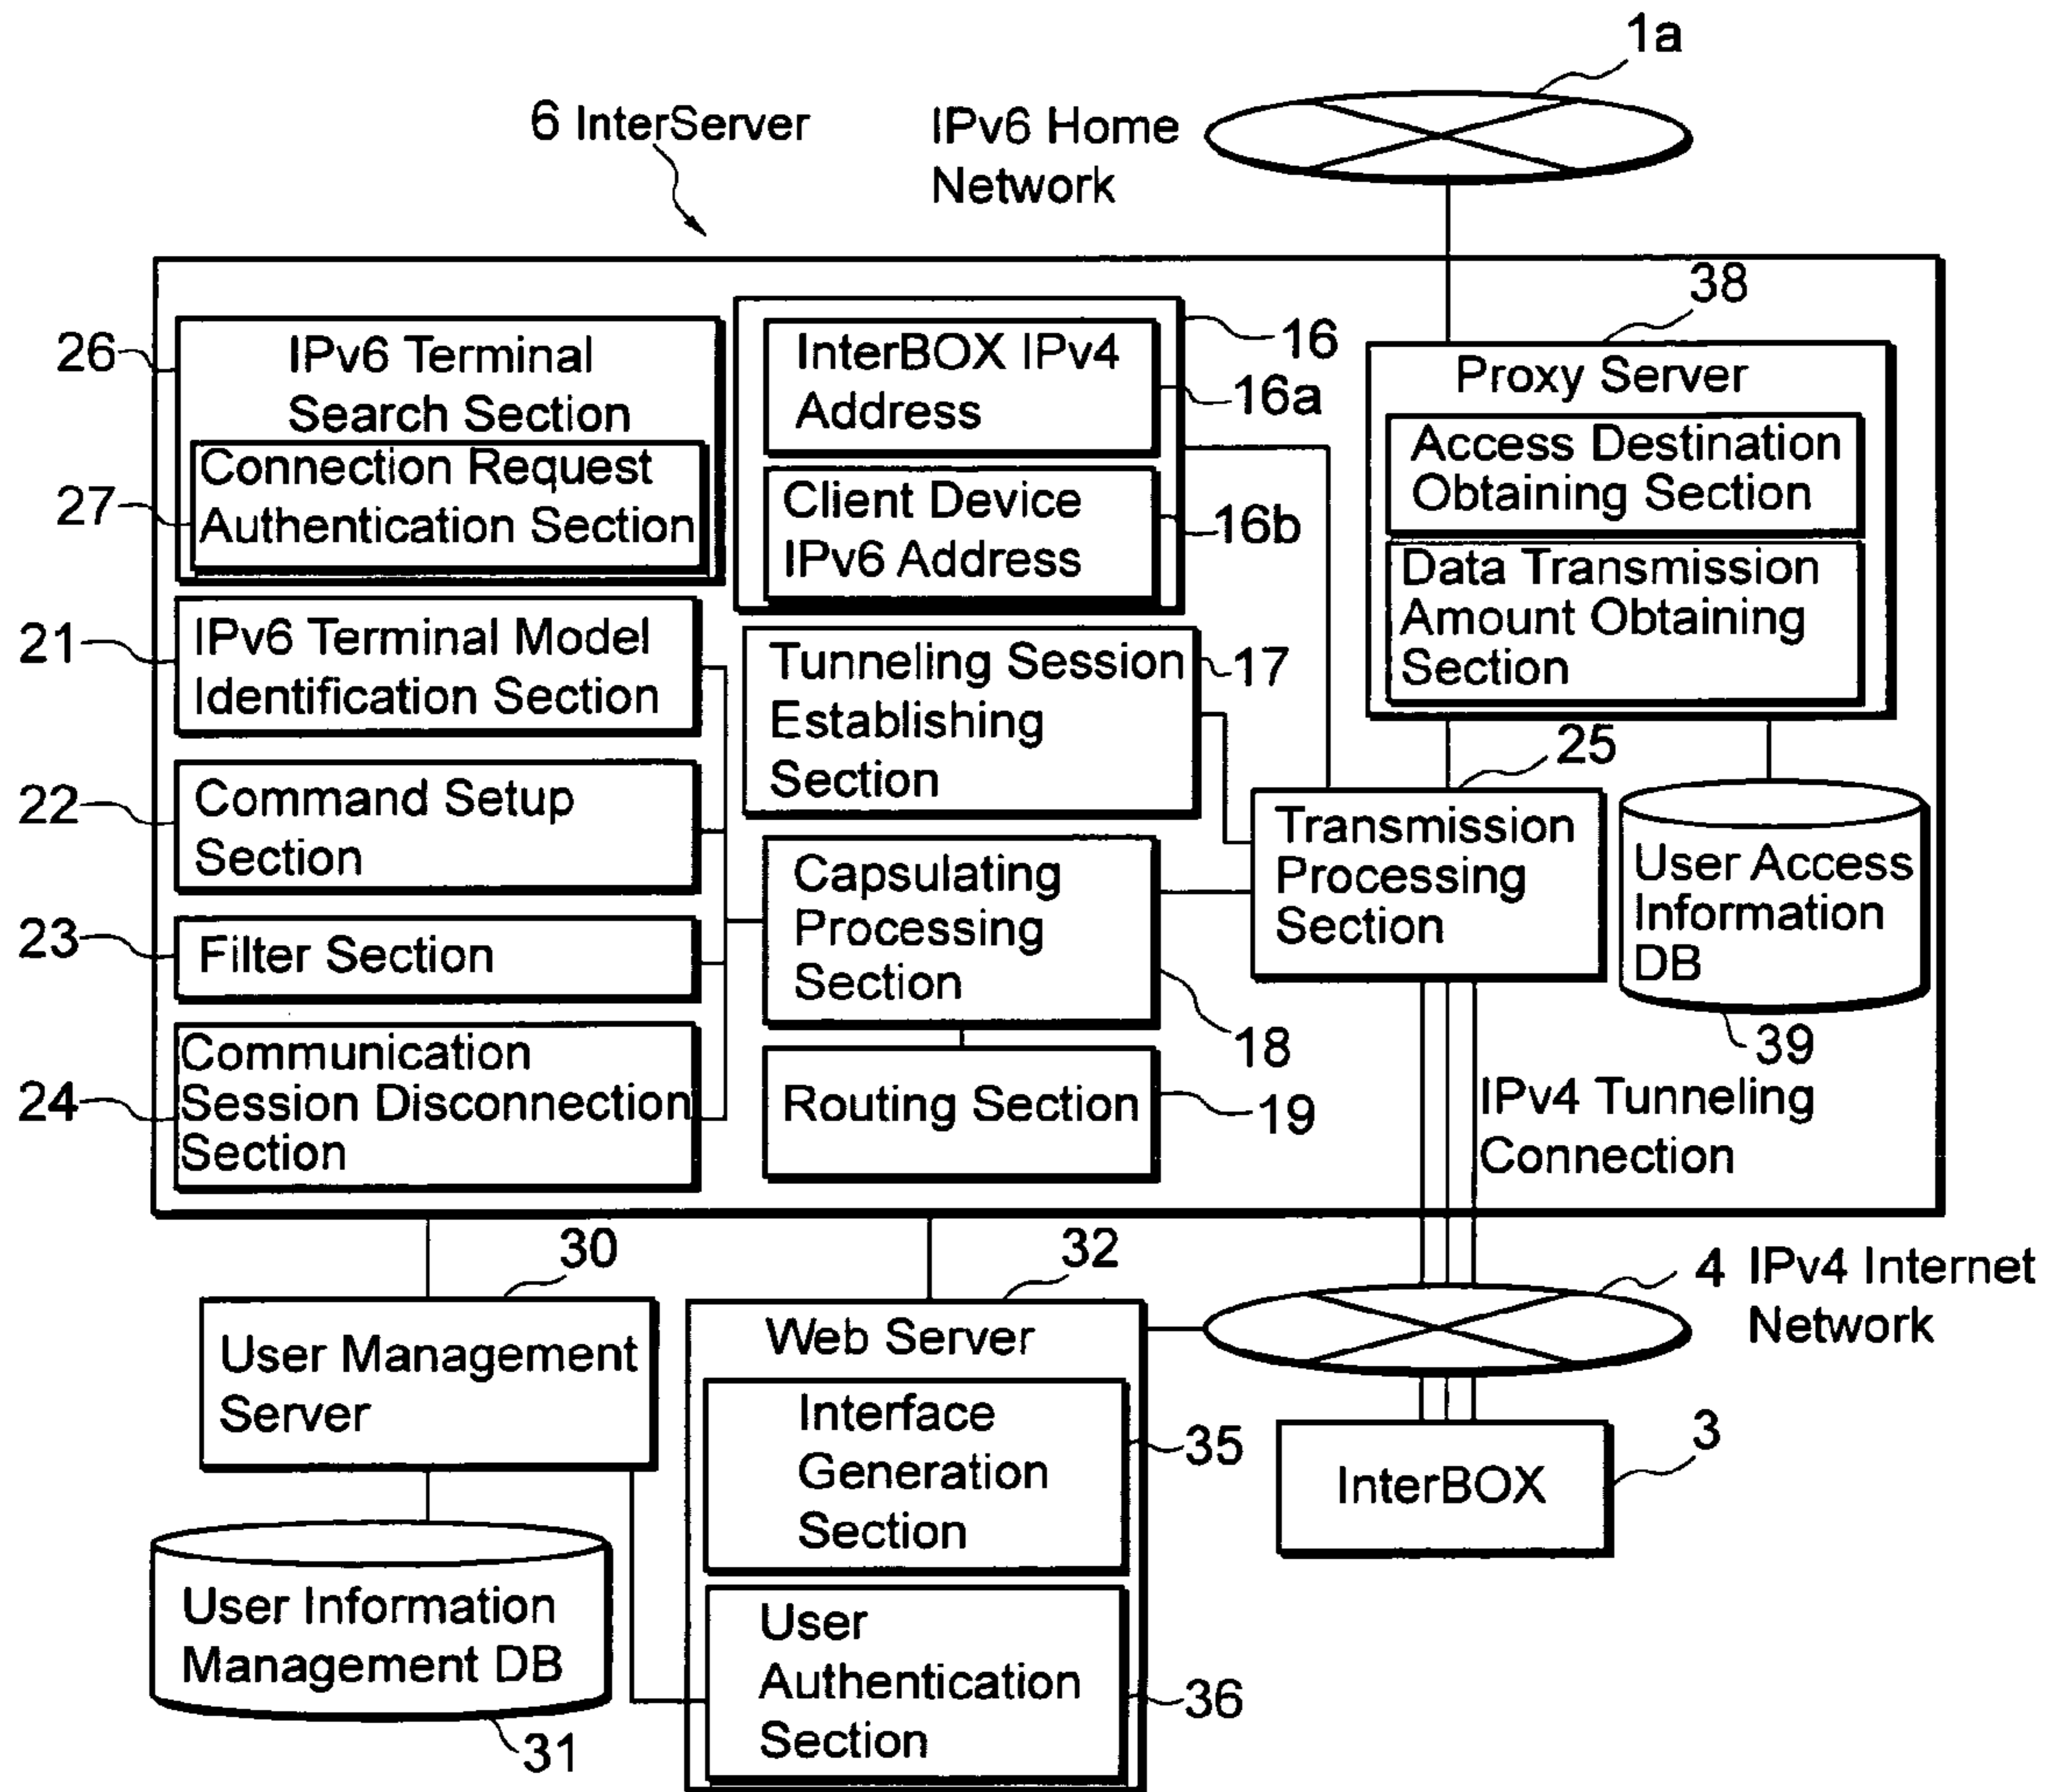 1a
6 InterServer
IPv6 Home
Network
38
26
IPv6 Terminal
Search Section
27
Connection Request
Authentication Section
InterBOX IPv4
Address
16
16a
Client Device
IPv6 Address
16b
Proxy Server
Access Destination
Obtaining Section
Data Transmission
Amount Obtaining
Section
21
IPv6 Terminal Model
Identification Section
Tunneling Session
Establishing
Section
17
25
22
Command Setup
Section
Transmission
Processing
Section
User Access
Information
DB
39
Capsulating
Processing
Section
18
23
Filter Section
24
Communication
Session Disconnection
Section
Routing Section
19
IPv4 Tunneling
Connection
30
32
4 IPv4 Internet
Network
User Management
Server
Web Server
Interface
Generation
Section
35
3
InterBOX
User Information
Management DB
31
User
Authentication
Section
36